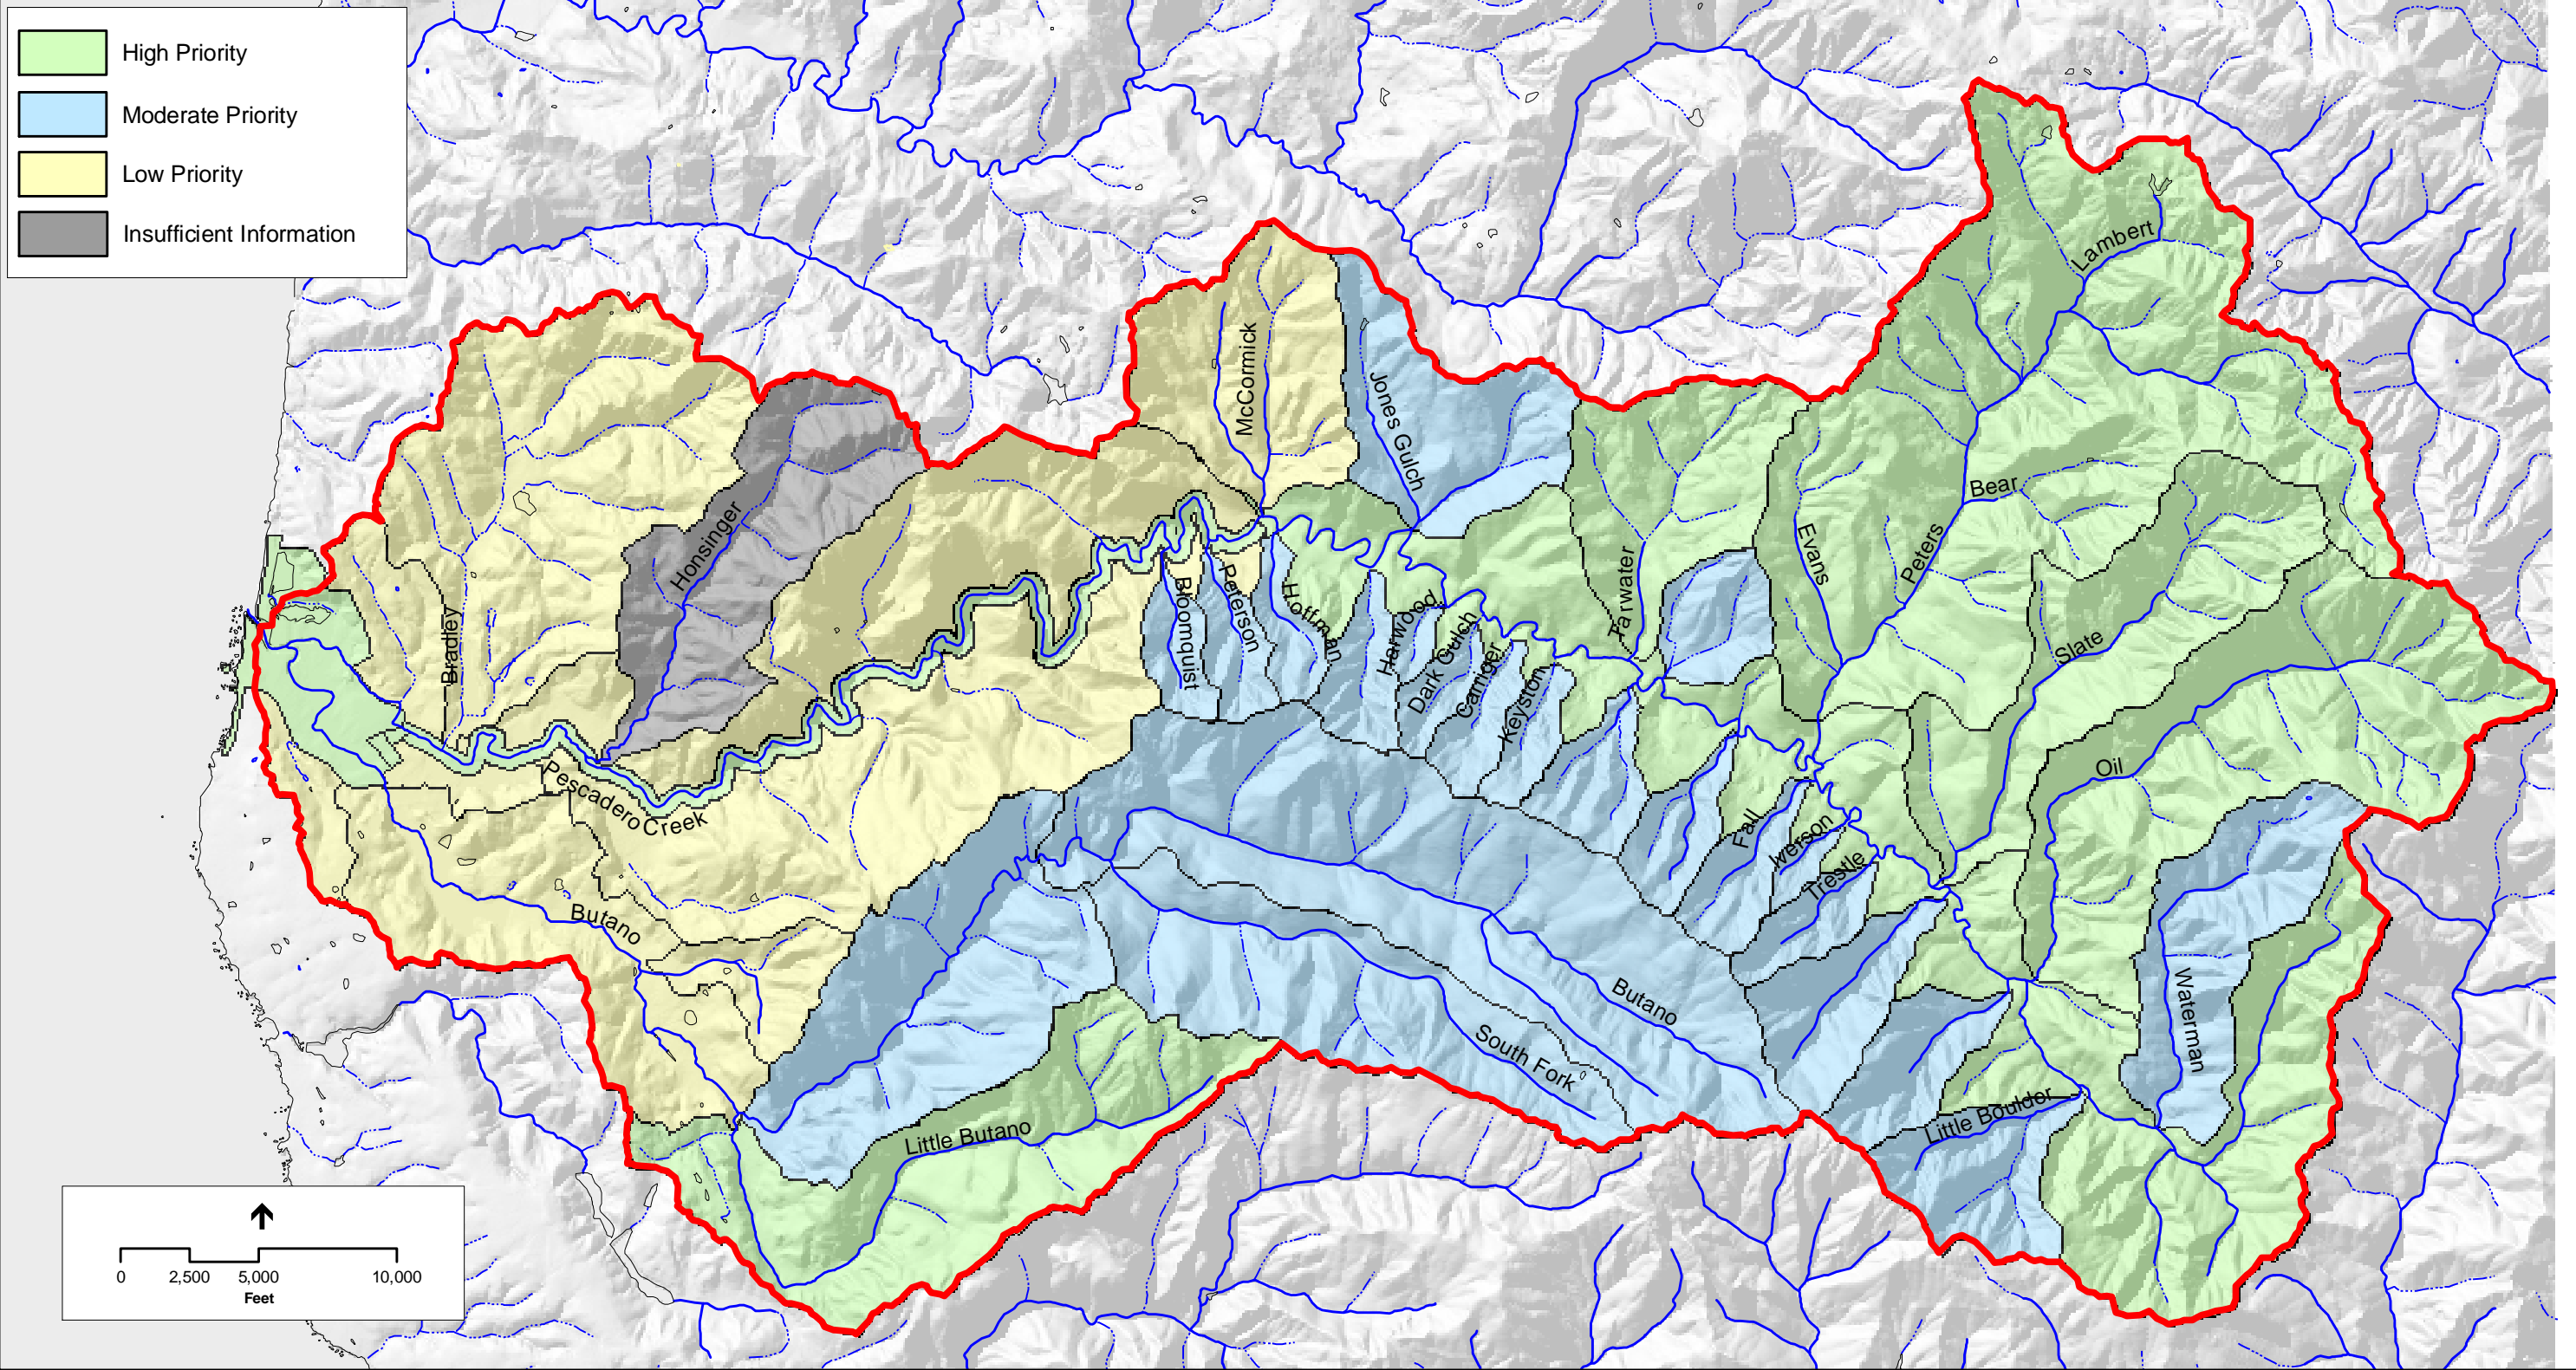 High Priority
Moderate Priority
Low Priority
Insufficient Information
Lambert
McCormick
Jones Gulch
Bear
Honsinger
Evans
Peters
Tarwater
Bradley
Blomquist
Peterson
Hoffman
Harwood
Dark Gulch
Carriger
Keyston
Slate
Oil
Pescadero Creek
Fall
Iverson
Trestle
Butano
Butano
South Fork
Waterman
Little Boulder
Little Butano
0 2,500 5,000 10,000
Feet